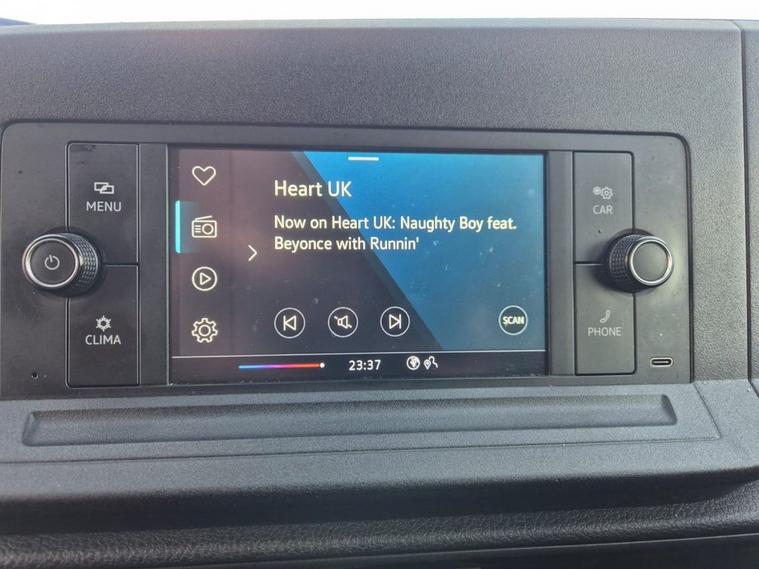 MENU
CLIMA
Heart UK
Now on Heart UK: Naughty Boy feat.
Beyonce with Runnin'
SCAN
23:37
CAR
PHONE